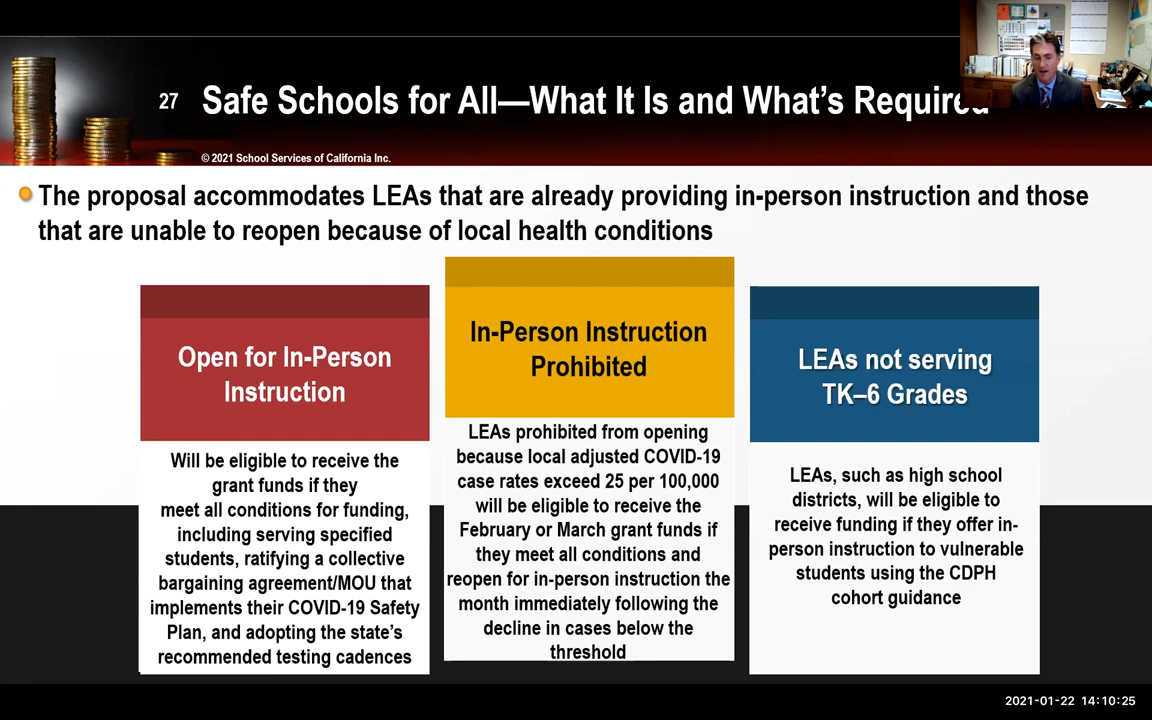 27
Safe Schools for All—What It Is and What's Required
© 2021 School Services of California Inc.
The proposal accommodates LEAs that are already providing in-person instruction and those
that are unable to reopen because of local health conditions
Open for In-Person
Instruction
Will be eligible to receive the
grant funds if they
meet all conditions for funding,
including serving specified
students, ratifying a collective
bargaining agreement/MOU that
implements their COVID-19 Safety
Plan, and adopting the state's
recommended testing cadences
In-Person Instruction
Prohibited
LEAs prohibited from opening
because local adjusted COVID-19
case rates exceed 25 per 100,000
will be eligible to receive the
February or March grant funds if
they meet all conditions and
reopen for in-person instruction the
month immediately following the
decline in cases below the
threshold
LEAs not serving
TK–6 Grades
LEAs, such as high school
districts, will be eligible to
receive funding if they offer in-
person instruction to vulnerable
students using the CDPH
cohort guidance
2021-01-22 14:10:25